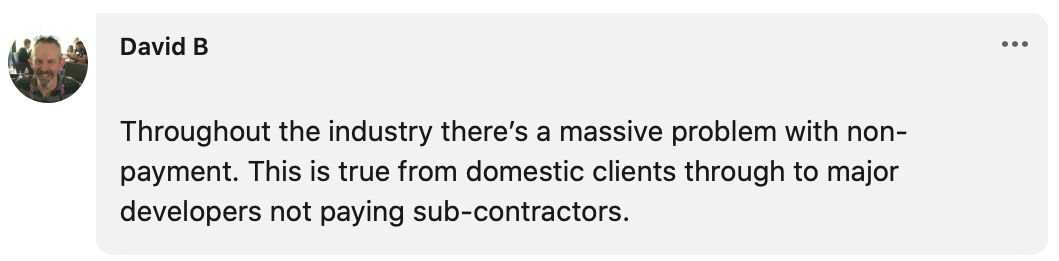 David B
Throughout the industry there’s a massive problem with non-
payment. This is true from domestic clients through to major
developers not paying sub-contractors.